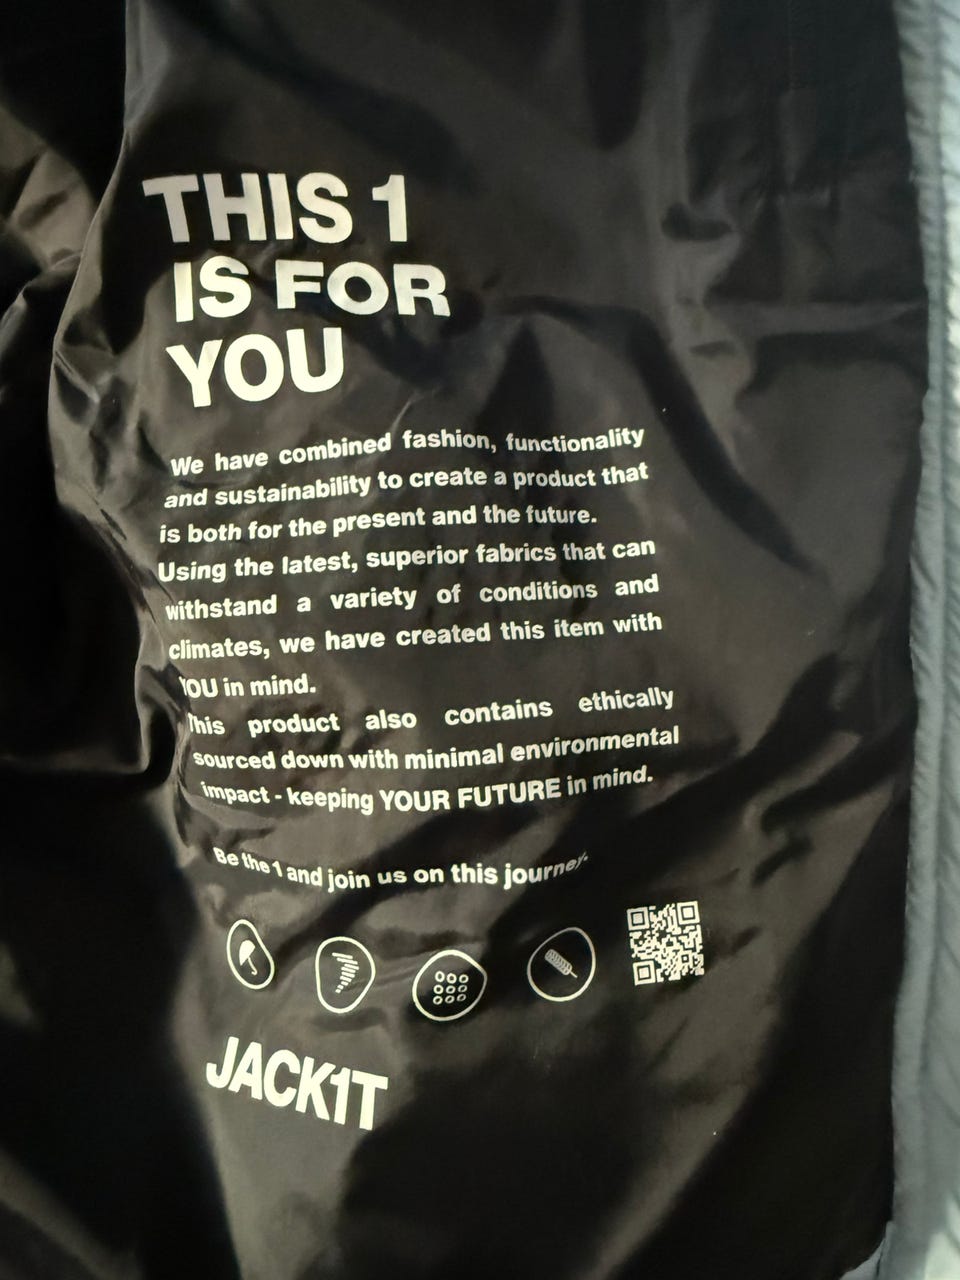 THIS 1
IS FOR
YOU
We have combined fashion, functionality
and sustainability to create a product that
is both for the present and the future.
Using the latest, superior fabrics that can
withstand a variety of conditions and
climates, we have created this item with
YOU in mind.
This product also contains ethically
sourced down with minimal environmental
impact - keeping YOUR FUTURE in mind.
Be the 1 and join us on this journey.
JACK1T